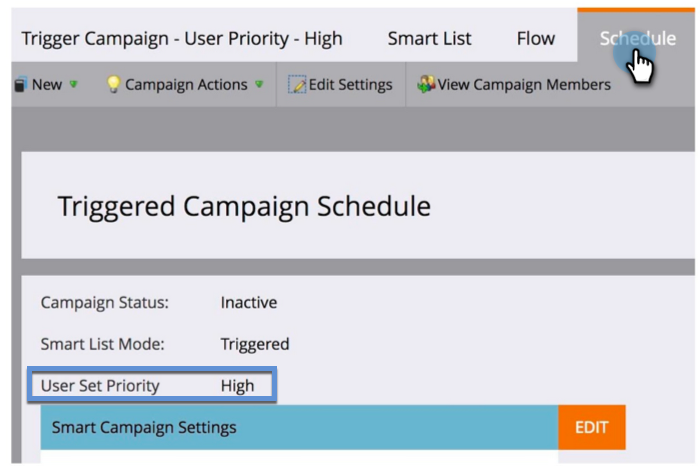 Trigger Campaign - User Priority - High Smart List Flow Schedule
New Campaign Actions Edit Settings View Campaign Members
Triggered Campaign Schedule
Campaign Status: Inactive
Smart List Mode: Triggered
User Set Priority High
Smart Campaign Settings EDIT